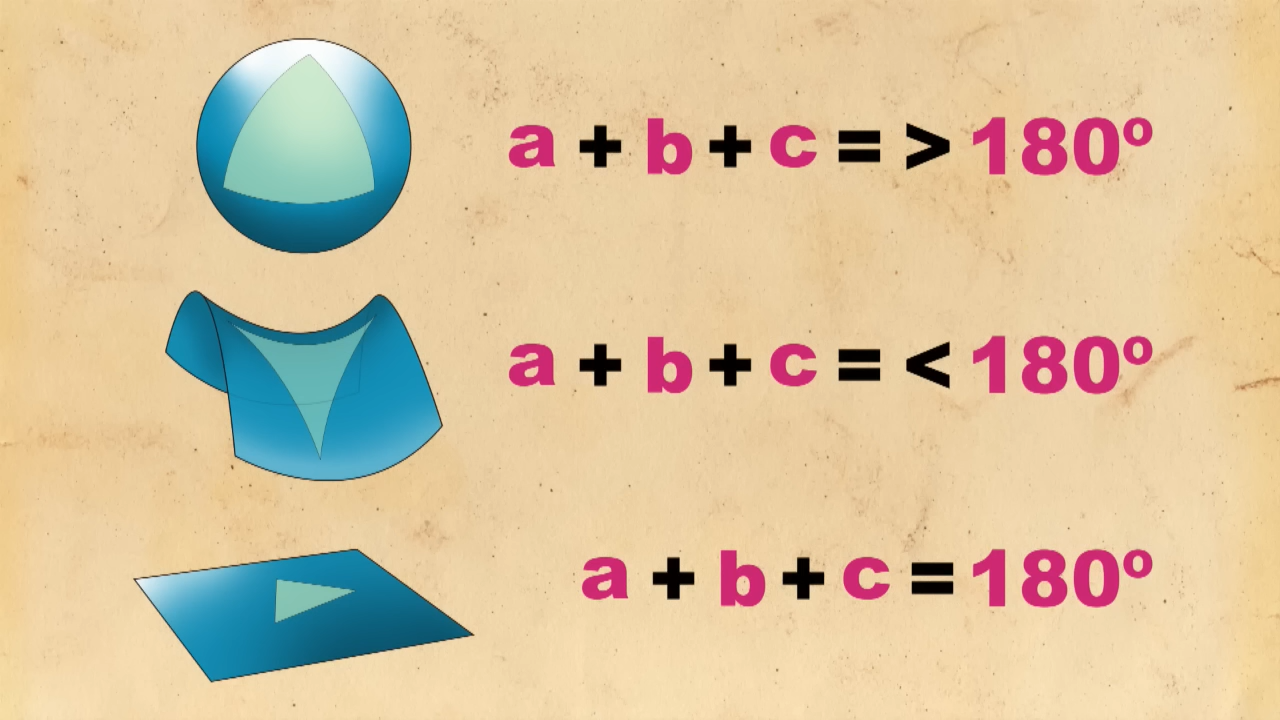 a + b + c = > 180º
a + b + c = < 180º
a + b + c = 180º